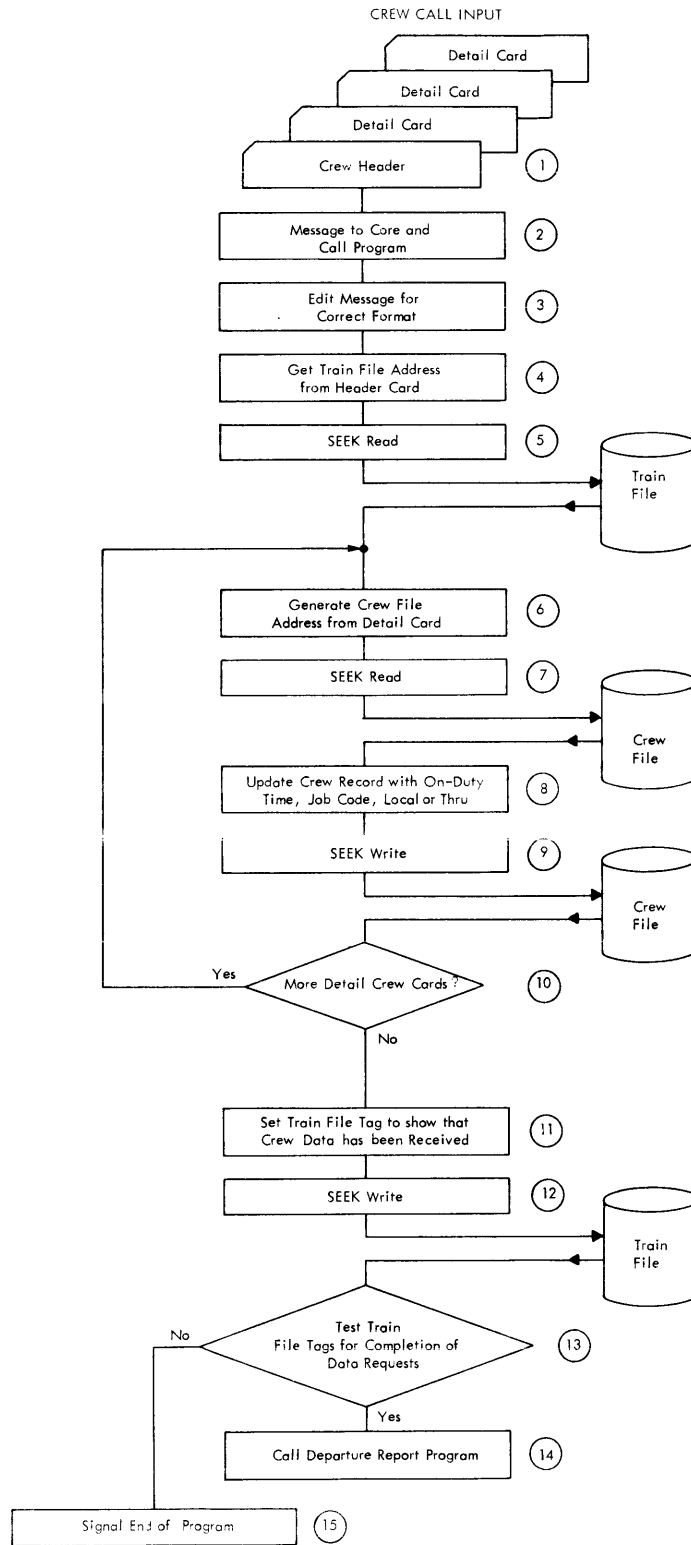 CREW CALL INPUT
Detail Card
Detail Card
Detail Card
Crew Header
1
Message to Core and
Call Program
2
Edit Message for
Correct Format
3
Get Train File Address
from Header Card
4
SEEK Read
5
Train
File
Generate Crew File
Address from Detail Card
6
SEEK Read
7
Crew
File
Update Crew Record with On-Duty
Time, Job Code, Local or Thru
8
SEEK Write
9
Crew
File
Yes
More Detail Crew Cards ?
10
No
Set Train File Tag to show that
Crew Data has been Received
11
SEEK Write
12
Train
File
No
Test Train
File Tags for Completion of
Data Requests
13
Yes
Call Departure Report Program
14
Signal End of Program
15